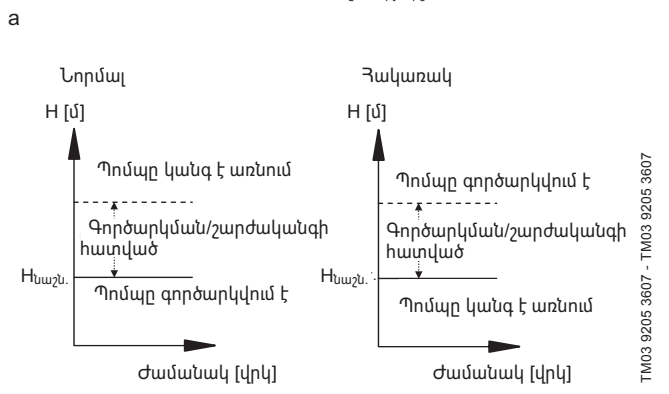 a
Նորմալ
H [մ]
Պոմպը կանգ է առնում
Գործարկման/շարժականգի
հատված
Hնաշն.
Պոմպը գործարկվում է
Ժամանակ [վրկ]
Հակառակ
H [մ]
Պոմպը գործարկվում է
Գործարկման/շարժականգի
հատված
Hնաշն.
Պոմպը կանգ է առնում
Ժամանակ [վրկ]
TM03 9205 3607 - TM03 9205 3607